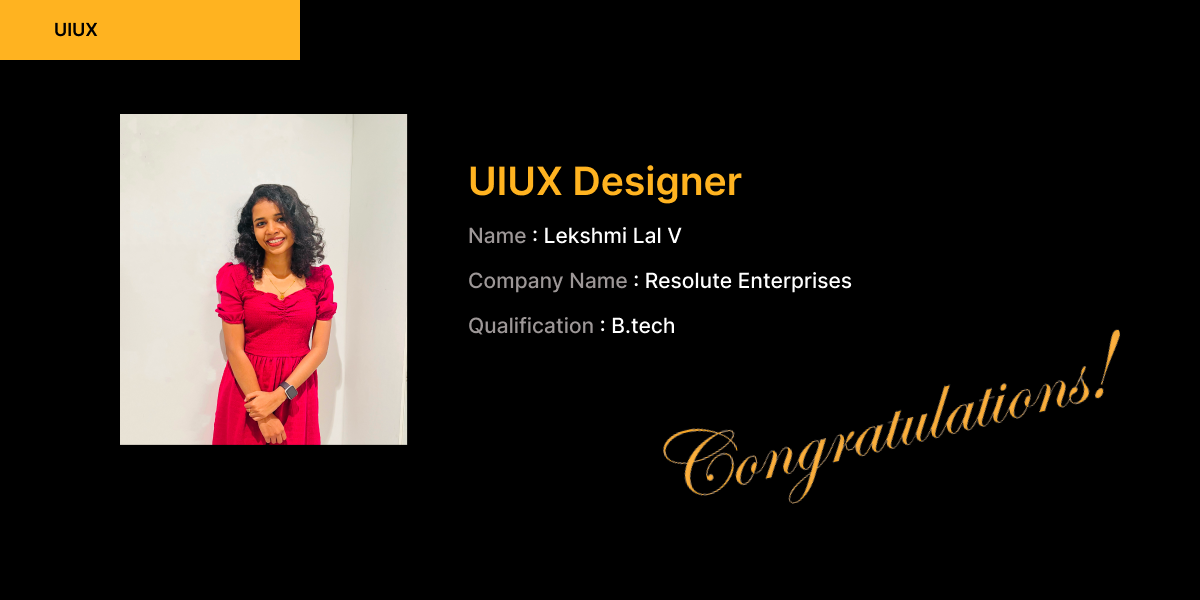 UIUX
UIUX Designer
Name : Lekshmi Lal V
Company Name : Resolute Enterprises
Qualification : B.tech
Congratulations!